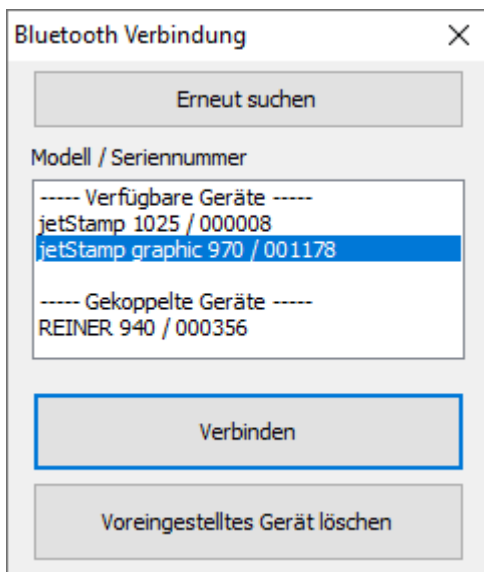 Bluetooth Verbindung
Erneut suchen
Modell / Seriennummer
----- Verfügbare Geräte -----
jetStamp 1025 / 000008
jetStamp graphic 970 / 001178
----- Gekoppelte Geräte -----
REINER 940 / 000356
Verbinden
Voreingestelltes Gerät löschen